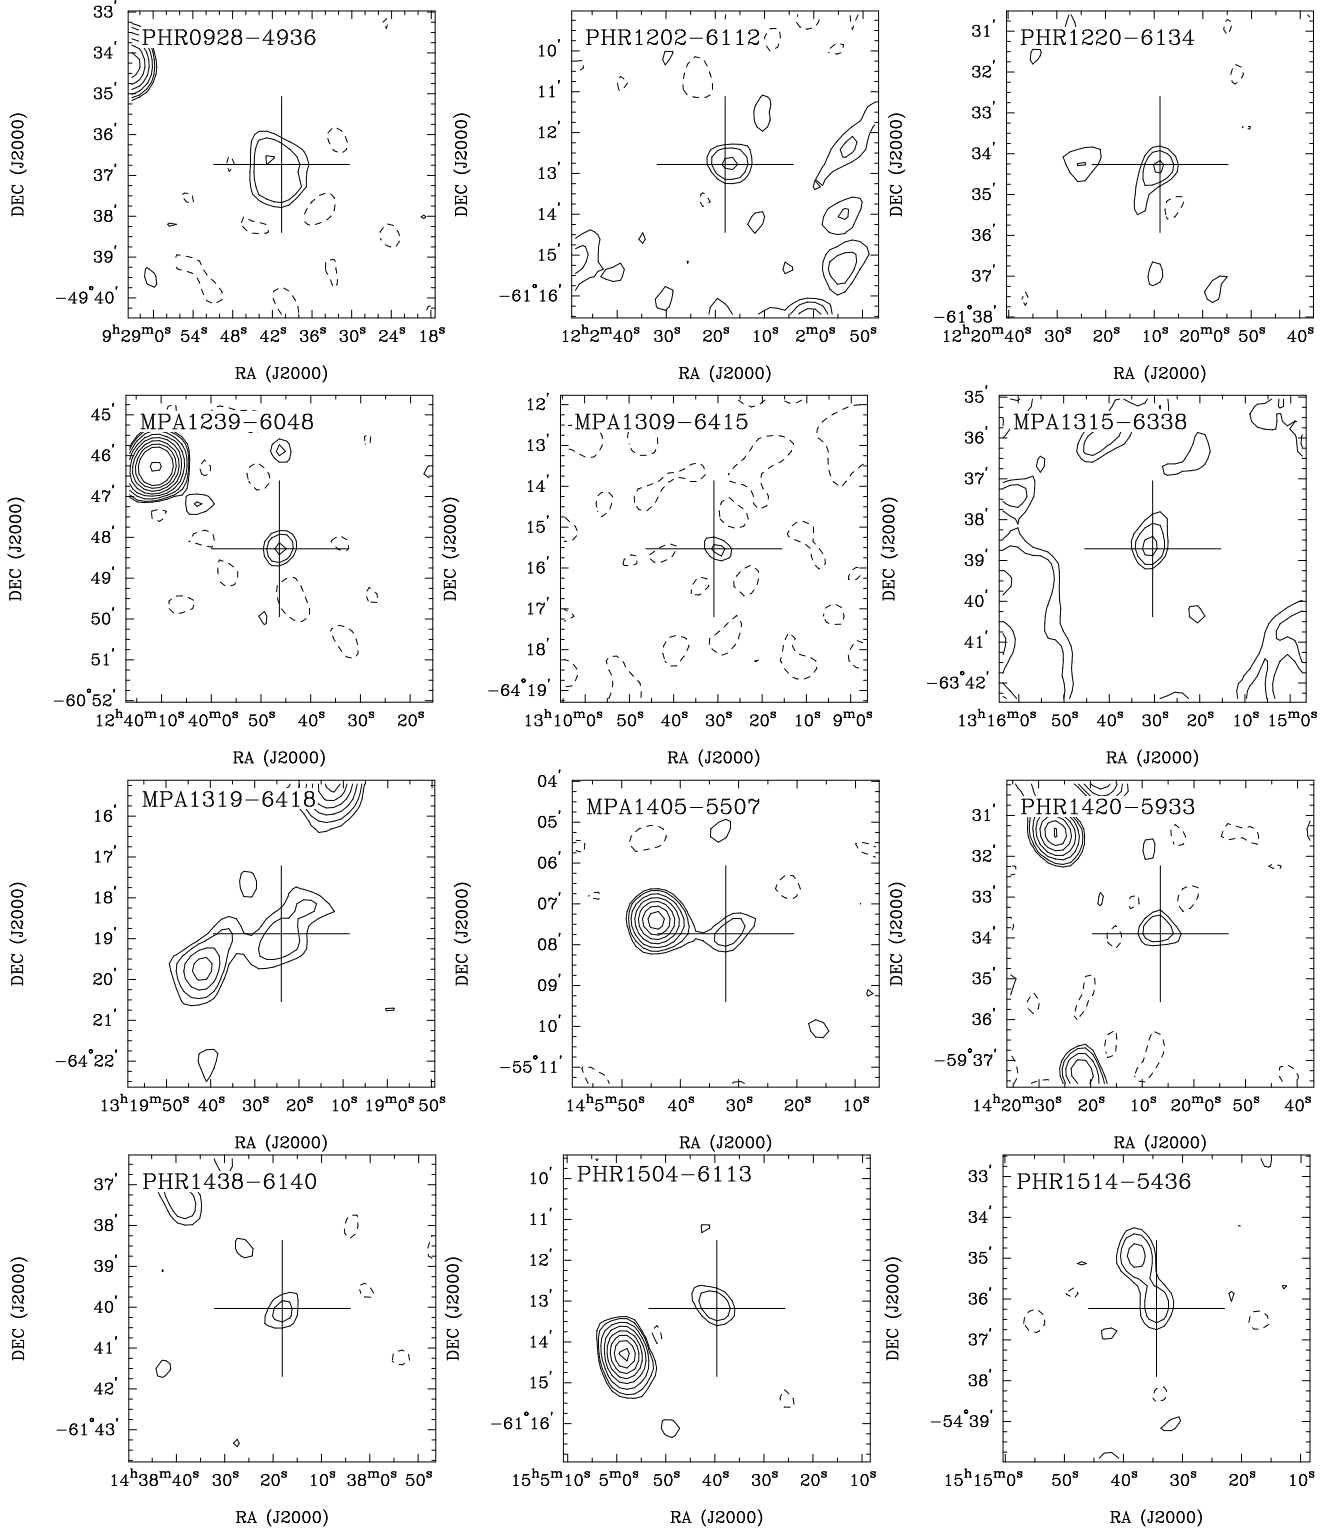 PHR0928-4936
33′
34′
35′
36′
37′
38′
39′
-49°40′
9ʰ29ᵐ0ˢ 54ˢ 48ˢ 42ˢ 36ˢ 30ˢ 24ˢ 18ˢ
RA (J2000)
DEC (J2000)
PHR1202-6112
10′
11′
12′
13′
14′
15′
-61°16′
12ʰ2ᵐ40ˢ 30ˢ 20ˢ 10ˢ 2ᵐ0ˢ 50ˢ
RA (J2000)
DEC (J2000)
PHR1220-6134
31′
32′
33′
34′
35′
36′
37′
-61°38′
12ʰ20ᵐ40ˢ 30ˢ 20ˢ 10ˢ 20ᵐ0ˢ 50ˢ 40ˢ
RA (J2000)
DEC (J2000)
MPA1239-6048
45′
46′
47′
48′
49′
50′
51′
-60°52′
12ʰ40ᵐ10ˢ 40ᵐ0ˢ 50ˢ 40ˢ 30ˢ 20ˢ
RA (J2000)
DEC (J2000)
MPA1309-6415
12′
13′
14′
15′
16′
17′
18′
-64°19′
13ʰ10ᵐ0ˢ 50ˢ 40ˢ 30ˢ 20ˢ 10ˢ 9ᵐ0ˢ
RA (J2000)
DEC (J2000)
MPA1315-6338
35′
36′
37′
38′
39′
40′
41′
-63°42′
13ʰ16ᵐ0ˢ 50ˢ 40ˢ 30ˢ 20ˢ 10ˢ 15ᵐ0ˢ
RA (J2000)
DEC (J2000)
MPA1319-6418
16′
17′
18′
19′
20′
21′
-64°22′
13ʰ19ᵐ50ˢ 40ˢ 30ˢ 20ˢ 10ˢ 19ᵐ0ˢ 50ˢ
RA (J2000)
DEC (J2000)
MPA1405-5507
04′
05′
06′
07′
08′
09′
10′
-55°11′
14ʰ5ᵐ50ˢ 40ˢ 30ˢ 20ˢ 10ˢ
RA (J2000)
DEC (J2000)
PHR1420-5933
31′
32′
33′
34′
35′
36′
-59°37′
14ʰ20ᵐ30ˢ 20ˢ 10ˢ 20ᵐ0ˢ 50ˢ 40ˢ
RA (J2000)
DEC (J2000)
PHR1438-6140
37′
38′
39′
40′
41′
42′
-61°43′
14ʰ38ᵐ40ˢ 30ˢ 20ˢ 10ˢ 38ᵐ0ˢ 50ˢ
RA (J2000)
DEC (J2000)
PHR1504-6113
10′
11′
12′
13′
14′
15′
-61°16′
15ʰ5ᵐ10ˢ 5ᵐ0ˢ 50ˢ 40ˢ 30ˢ 20ˢ 10ˢ
RA (J2000)
DEC (J2000)
PHR1514-5436
33′
34′
35′
36′
37′
38′
-54°39′
15ʰ15ᵐ0ˢ 50ˢ 40ˢ 30ˢ 20ˢ 10ˢ
RA (J2000)
DEC (J2000)